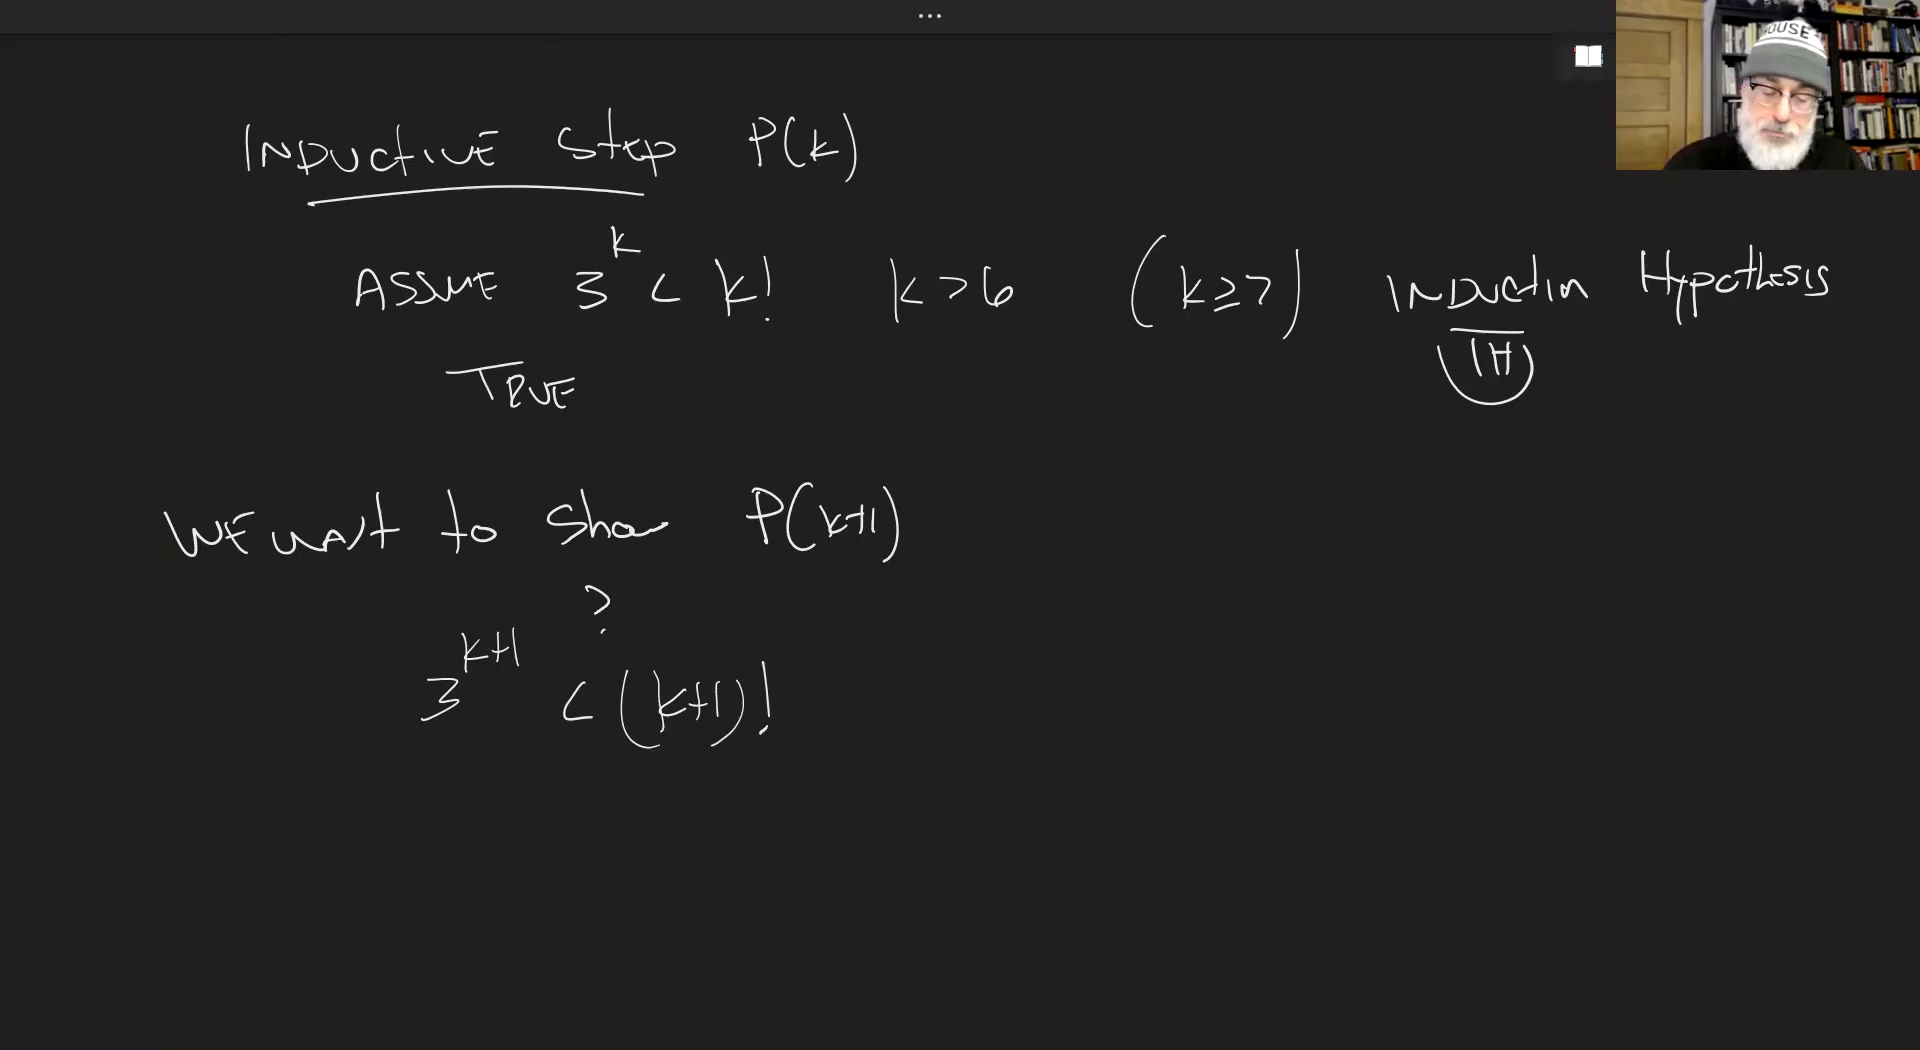 INDUCTIVE Step P(k)
ASSUME 3^k < k! k > 6 (k ≥ 7) INDUCTION Hypothesis
TRUE
IH
WE WANT to Show P(k+1)
?
3^{k+1} < (k+1)!